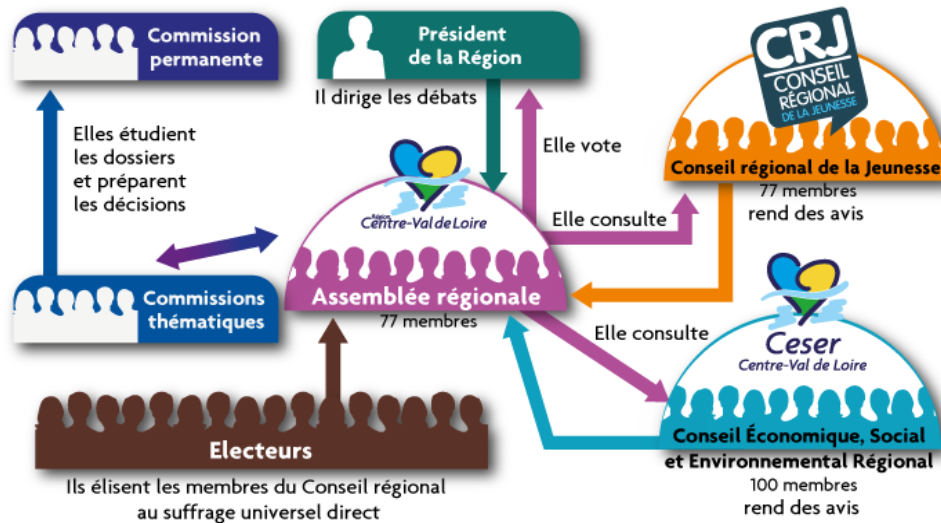 Commission
permanente
Président
de la Région
CRJ
CONSEIL
RÉGIONAL
DE LA JEUNESSE
Il dirige les débats
Elles étudient
les dossiers
et préparent
les décisions
Elle vote
Conseil régional de la Jeunesse
77 membres
rend des avis
Région
Centre-Val de Loire
Elle consulte
Commissions
thématiques
Assemblée régionale
77 membres
Elle consulte
Ceser
Centre-Val de Loire
Electeurs
Conseil Économique, Social
et Environnemental Régional
100 membres
rend des avis
Ils élisent les membres du Conseil régional
au suffrage universel direct